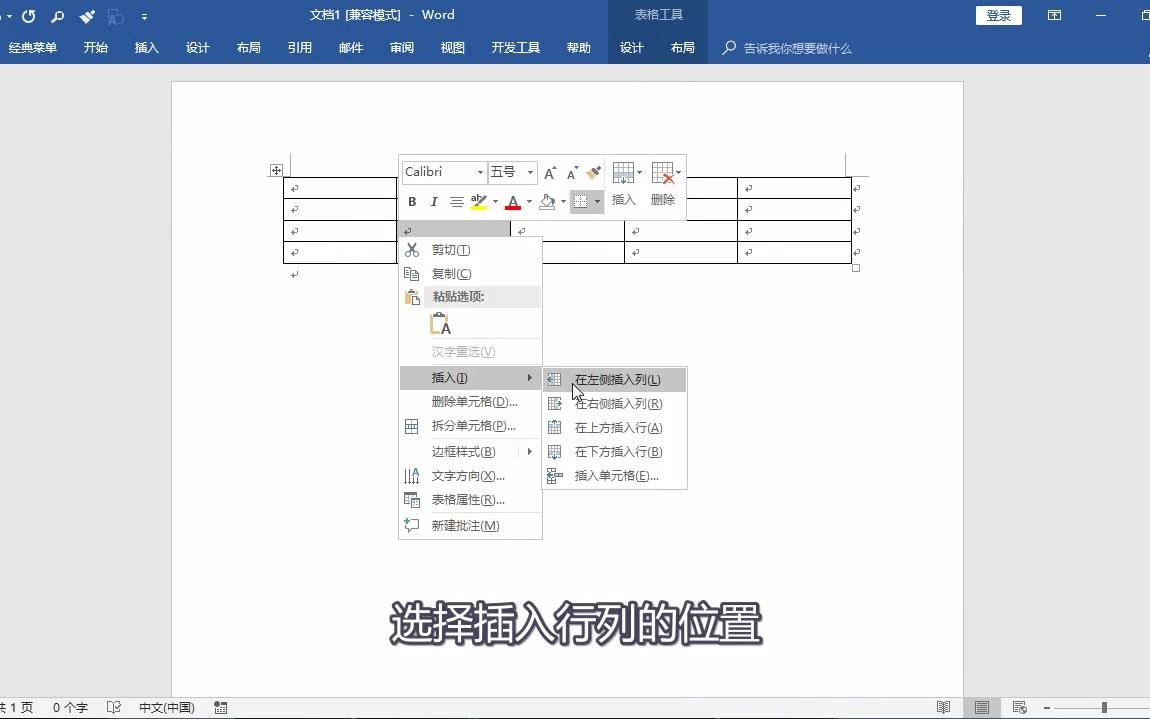 文档1 [兼容模式] - Word
表格工具
登录
经典菜单 开始 插入 设计 布局 引用 邮件 审阅 视图 开发工具 帮助 设计 布局 告诉我你想要做什么
Calibri 五号
B I 插入 删除
剪切(T)
复制(C)
粘贴选项:
汉字重选(V)
插入(I)
删除单元格(D)...
拆分单元格(P)...
边框样式(B)
文字方向(X)...
表格属性(R)...
新建批注(M)
在左侧插入列(L)
在右侧插入列(R)
在上方插入行(A)
在下方插入行(B)
插入单元格(E)...
选择插入行列的位置
共 1 页 0 个字 中文(中国)